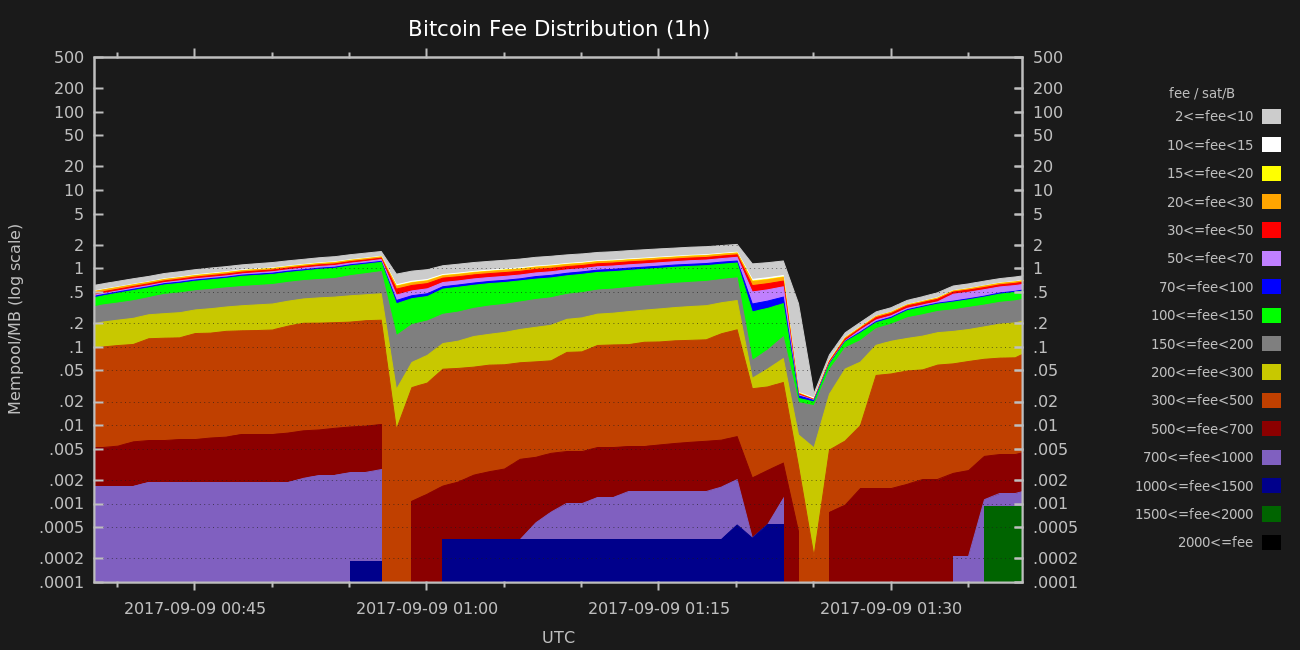 Bitcoin Fee Distribution (1h)
500 500
200 200
100 100
50 50
20 20
10 10
5 5
2 2
1 1
.5 .5
.2 .2
.1 .1
.05 .05
.02 .02
.01 .01
.005 .005
.002 .002
.001 .001
.0005 .0005
.0002 .0002
.0001 .0001
Mempool/MB (log scale)
2017-09-09 00:45 2017-09-09 01:00 2017-09-09 01:15 2017-09-09 01:30
UTC
fee / sat/B
2<=fee<10
10<=fee<15
15<=fee<20
20<=fee<30
30<=fee<50
50<=fee<70
70<=fee<100
100<=fee<150
150<=fee<200
200<=fee<300
300<=fee<500
500<=fee<700
700<=fee<1000
1000<=fee<1500
1500<=fee<2000
2000<=fee